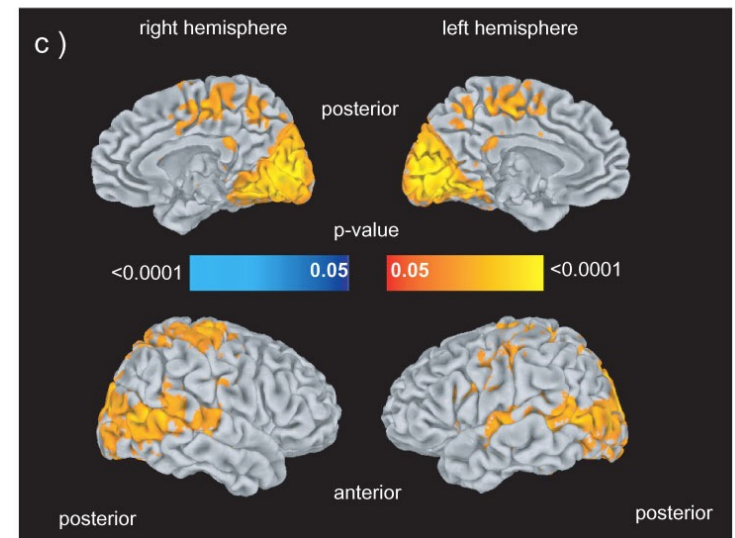 c )
right hemisphere
left hemisphere
posterior
p-value
<0.0001
0.05
0.05
<0.0001
anterior
posterior
posterior